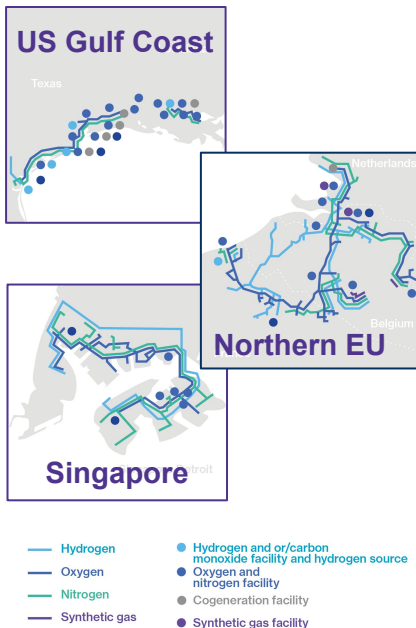 US Gulf Coast
Texas
Netherlands
Belgium
Northern EU
Singapore
Detroit
Hydrogen
Oxygen
Nitrogen
Synthetic gas
Hydrogen and or/carbon
monoxide facility and hydrogen source
Oxygen and
nitrogen facility
Cogeneration facility
Synthetic gas facility